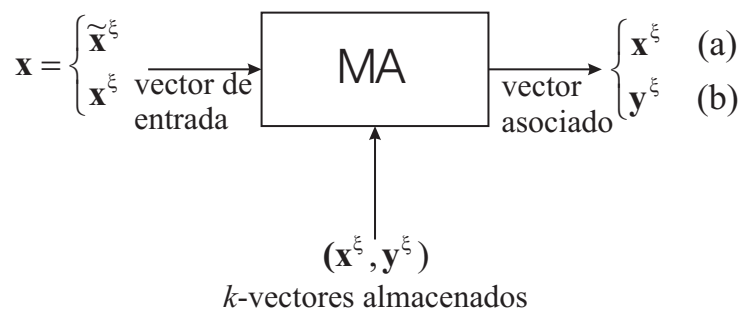 x = { x̃^ξ
x^ξ
vector de
entrada
MA
vector
asociado
{ x^ξ (a)
y^ξ (b)
(x^ξ, y^ξ)
k-vectores almacenados